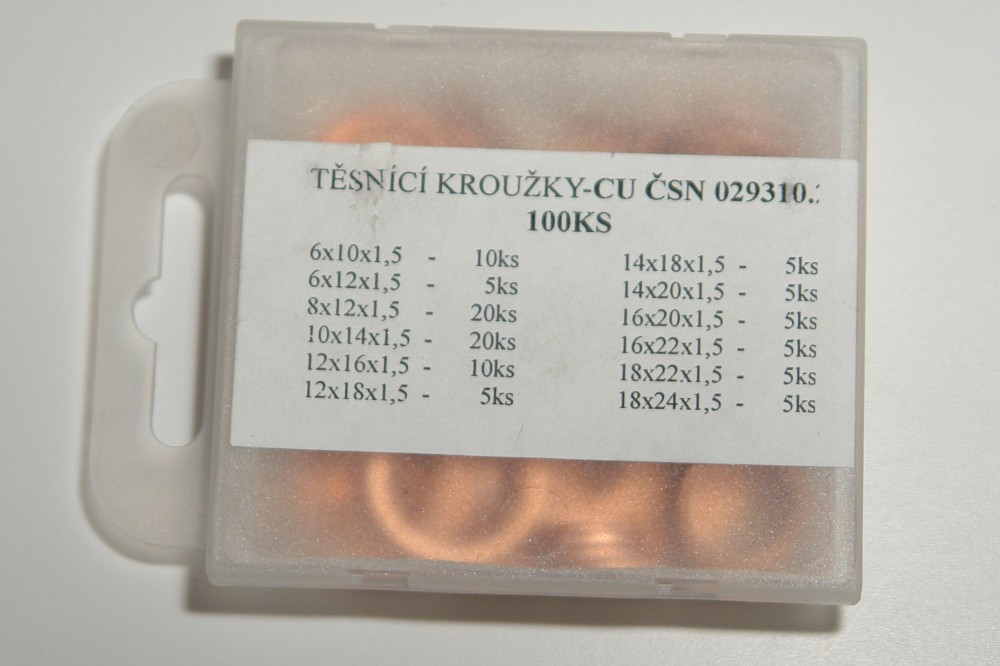 TĚSNÍCÍ KROUŽKY-CU ČSN 029310.
100KS
6x10x1,5 - 10ks
6x12x1,5 - 5ks
8x12x1,5 - 20ks
10x14x1,5 - 20ks
12x16x1,5 - 10ks
12x18x1,5 - 5ks
14x18x1,5 - 5ks
14x20x1,5 - 5ks
16x20x1,5 - 5ks
16x22x1,5 - 5ks
18x22x1,5 - 5ks
18x24x1,5 - 5ks